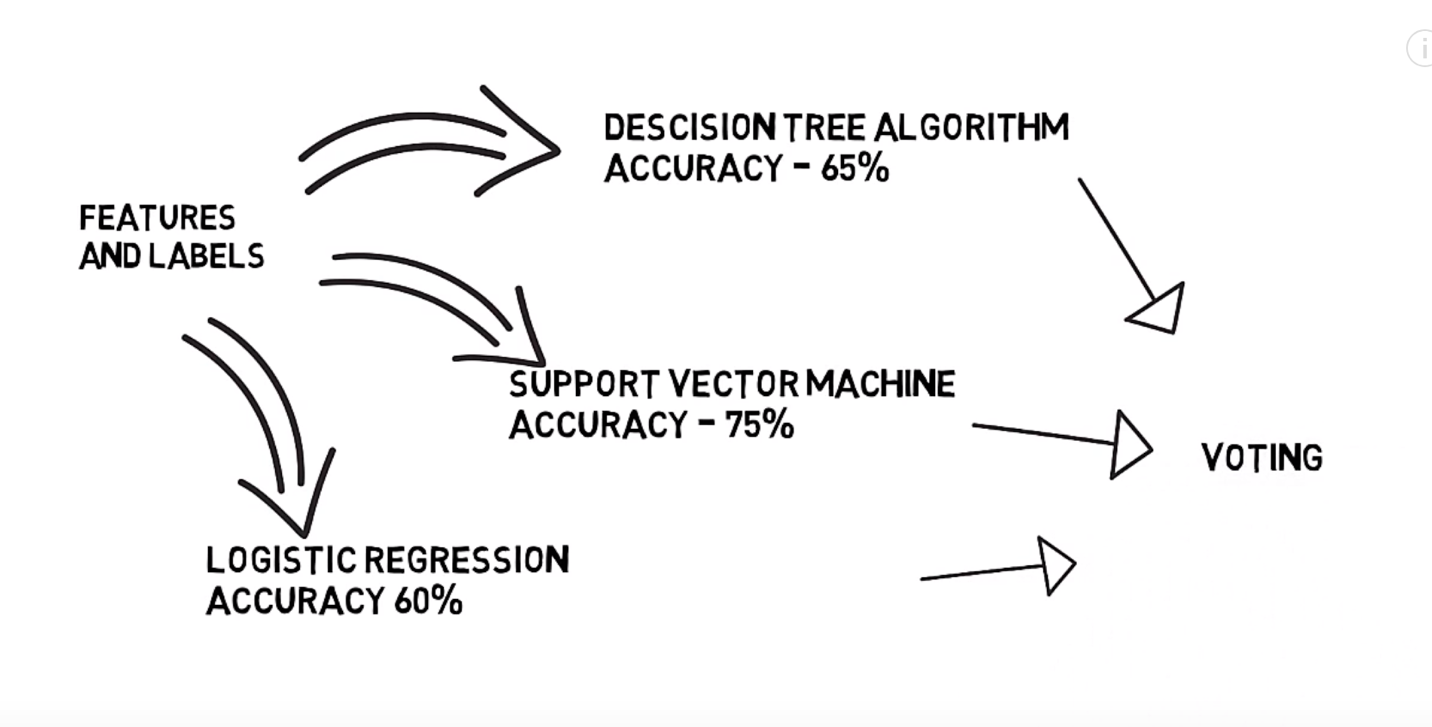 DESCISION TREE ALGORITHM
ACCURACY - 65%
FEATURES
AND LABELS
SUPPORT VECTOR MACHINE
ACCURACY - 75%
VOTING
LOGISTIC REGRESSION
ACCURACY 60%